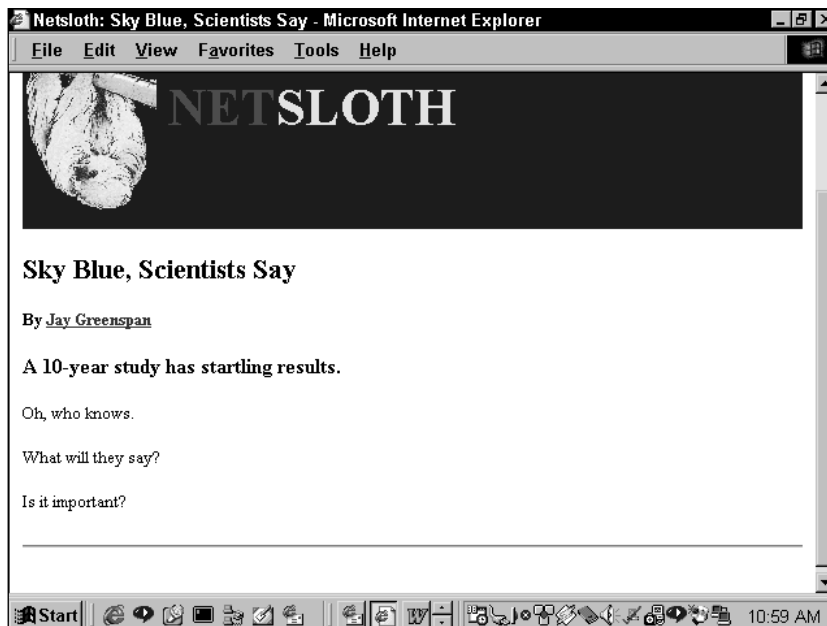 Netsloth: Sky Blue, Scientists Say - Microsoft Internet Explorer
File Edit View Favorites Tools Help
NETSLOTH
Sky Blue, Scientists Say
By Jay Greenspan
A 10-year study has startling results.
Oh, who knows.
What will they say?
Is it important?
Start
10:59 AM